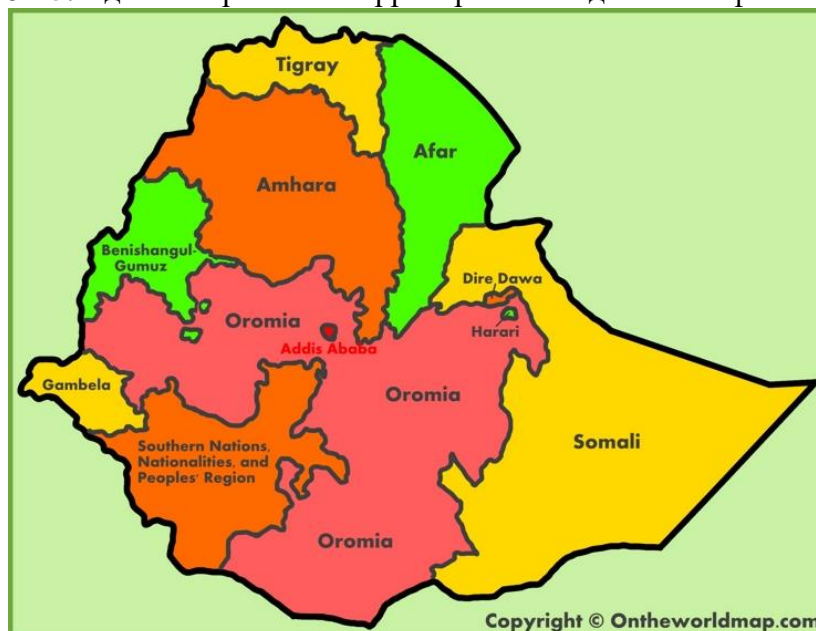 Tigray
Afar
Amhara
Benishangul-
Gumuz
Dire Dawa
Oromia
Harari
Addis Ababa
Gambela
Oromia
Somali
Southern Nations,
Nationalities, and
Peoples' Region
Oromia
Copyright © Ontheworldmap.com